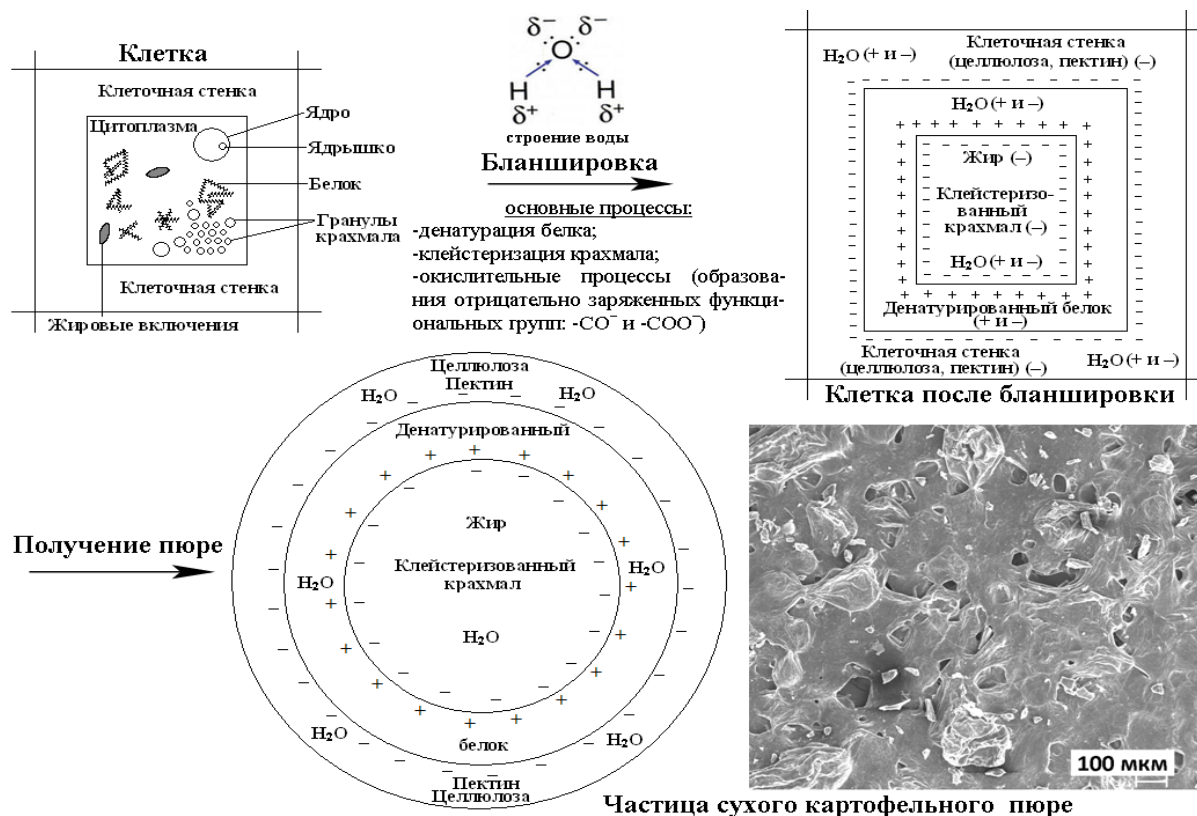 Клетка
Клеточная стенка
Цитоплазма
Ядро
Ядрышко
Белок
Гранулы
крахмала
Клеточная стенка
Жировые включения
δ⁻ δ⁻
O
H H
δ⁺ δ⁺
строение воды
Бланшировка
основные процессы:
-денатурация белка;
-клейстеризация крахмала;
-окислительные процессы (образова-
ния отрицательно заряженных функци-
ональных групп: -CO⁻ и -COO⁻)
H₂O (+ и –)
Клеточная стенка
(целлюлоза, пектин) (–)
H₂O (+ и –)
Жир (–)
Клейстеризо-
ванный
крахмал (–)
H₂O (+ и –)
Денатурированный белок
(+ и –)
Клеточная стенка
(целлюлоза, пектин) (–)
H₂O (+ и –)
Клетка после бланшировки
Получение пюре
Целлюлоза
Пектин
H₂O H₂O
Денатурированный
Жир
Клейстеризованный
крахмал
H₂O H₂O
H₂O
H₂O H₂O
белок
Пектин
Целлюлоза
100 мкм
Частица сухого картофельного пюре